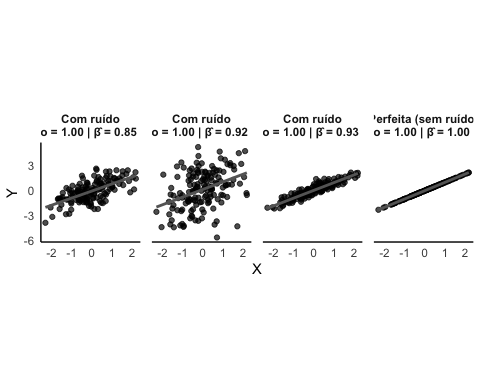 Com ruído
o = 1.00 | β̂ = 0.85
Com ruído
o = 1.00 | β̂ = 0.92
Com ruído
o = 1.00 | β̂ = 0.93
Perfeita (sem ruído
o = 1.00 | β̂ = 1.00
Y
3
0
-3
-6
-2 -1 0 1 2
-2 -1 0 1 2
-2 -1 0 1 2
-2 -1 0 1 2
X